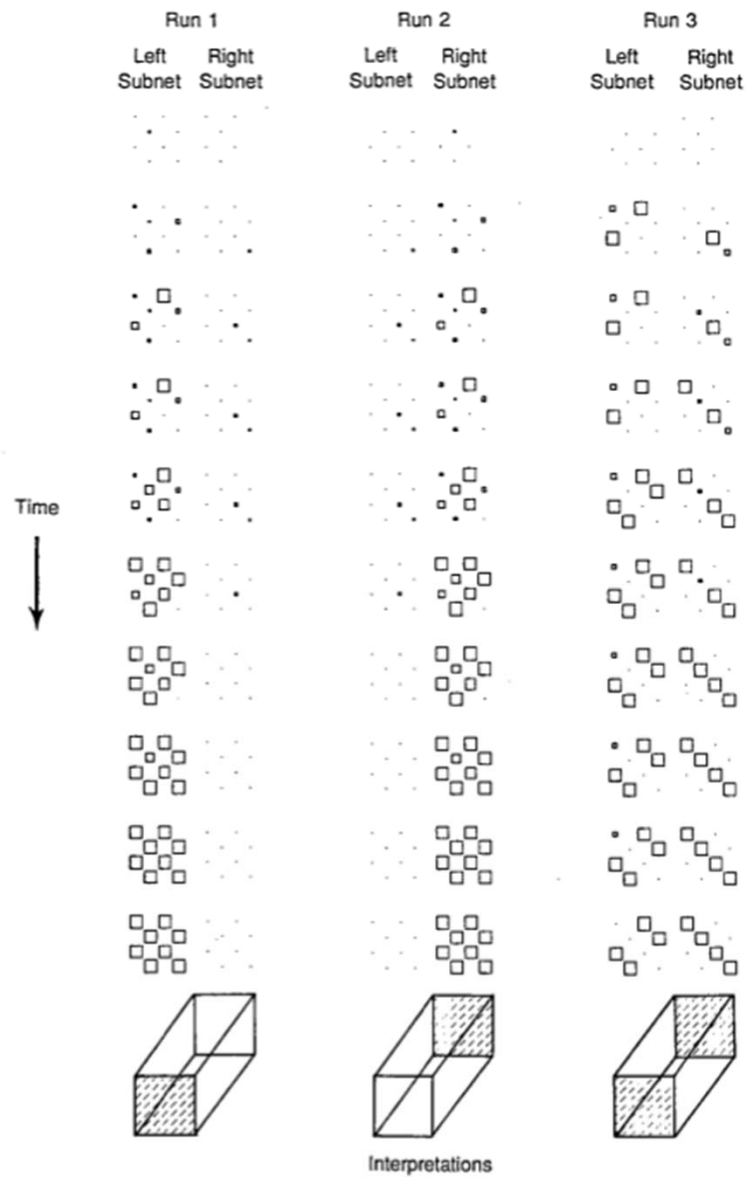 Run 1 Run 2 Run 3
Left Right Left Right Left Right
Subnet Subnet Subnet Subnet Subnet Subnet
Time
Interpretations